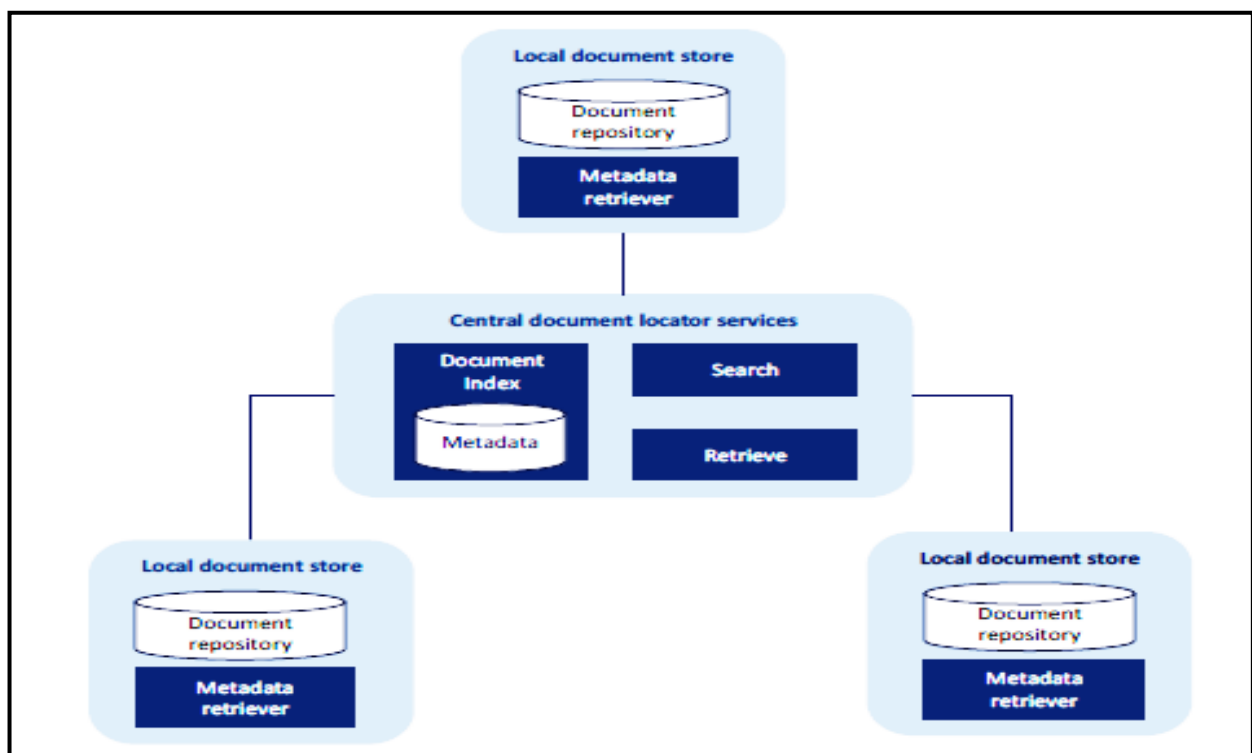 Local document store
Document
repository
Metadata
retriever
Central document locator services
Document
Index
Metadata
Search
Retrieve
Local document store
Document
repository
Metadata
retriever
Local document store
Document
repository
Metadata
retriever